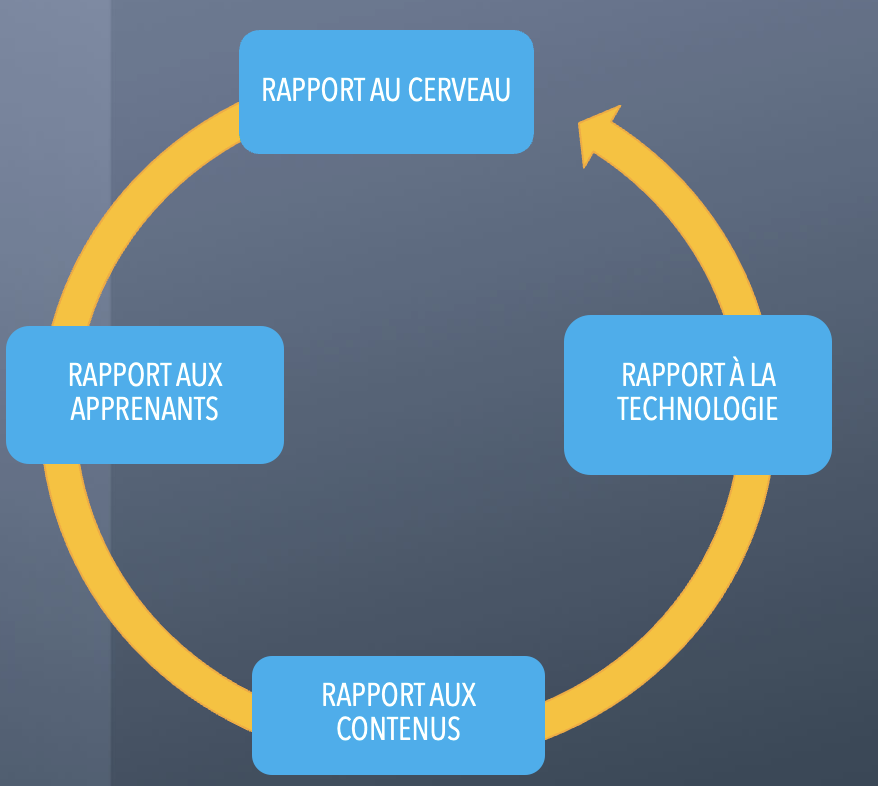 RAPPORT AU CERVEAU
RAPPORT AUX
APPRENANTS
RAPPORT À LA
TECHNOLOGIE
RAPPORT AUX
CONTENUS